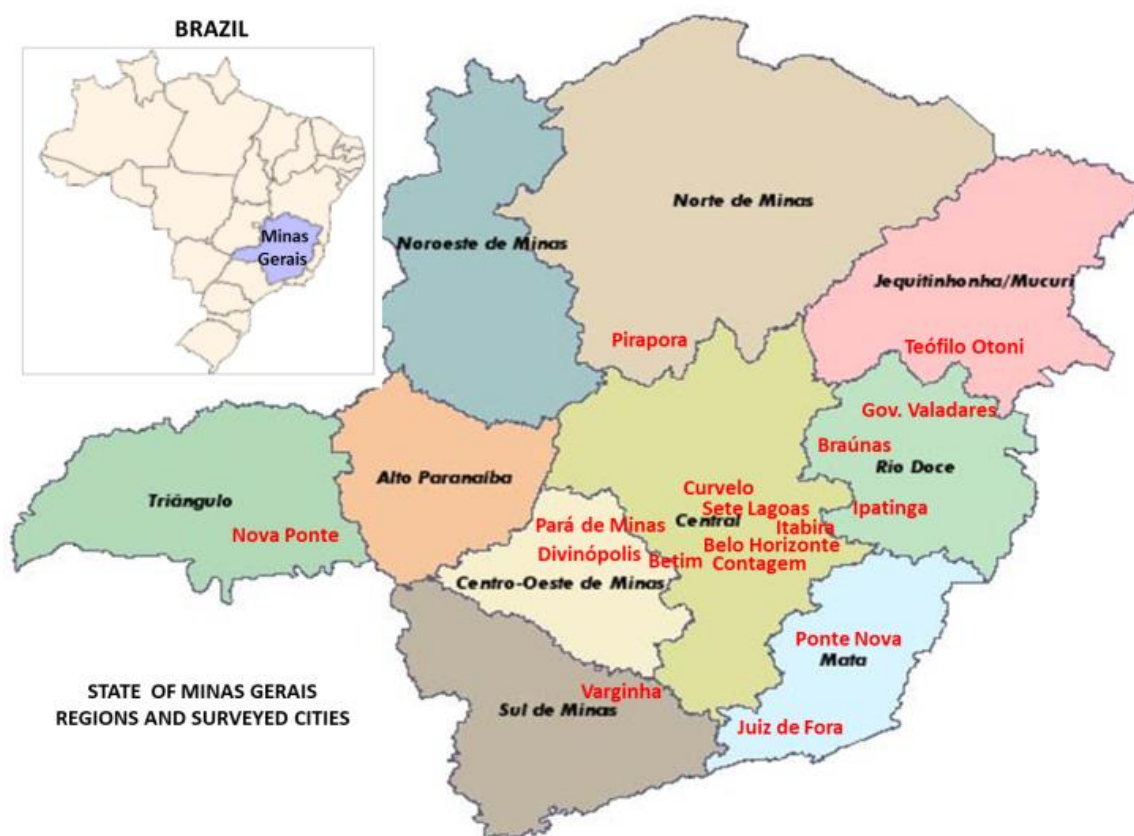 BRAZIL
Minas
Gerais
Norte de Minas
Noroeste de Minas
Jequitinhonha/Mucuri
Pirapora
Teófilo Otoni
Gov. Valadares
Braúnas
Rio Doce
Alto Paranaíba
Triângulo
Nova Ponte
Curvelo
Sete Lagoas
Central
Itabira
Ipatinga
Pará de Minas
Belo Horizonte
Divinópolis
Betim
Contagem
Centro-Oeste de Minas
Ponte Nova
Mata
Varginha
Sul de Minas
Juiz de Fora
STATE OF MINAS GERAIS
REGIONS AND SURVEYED CITIES